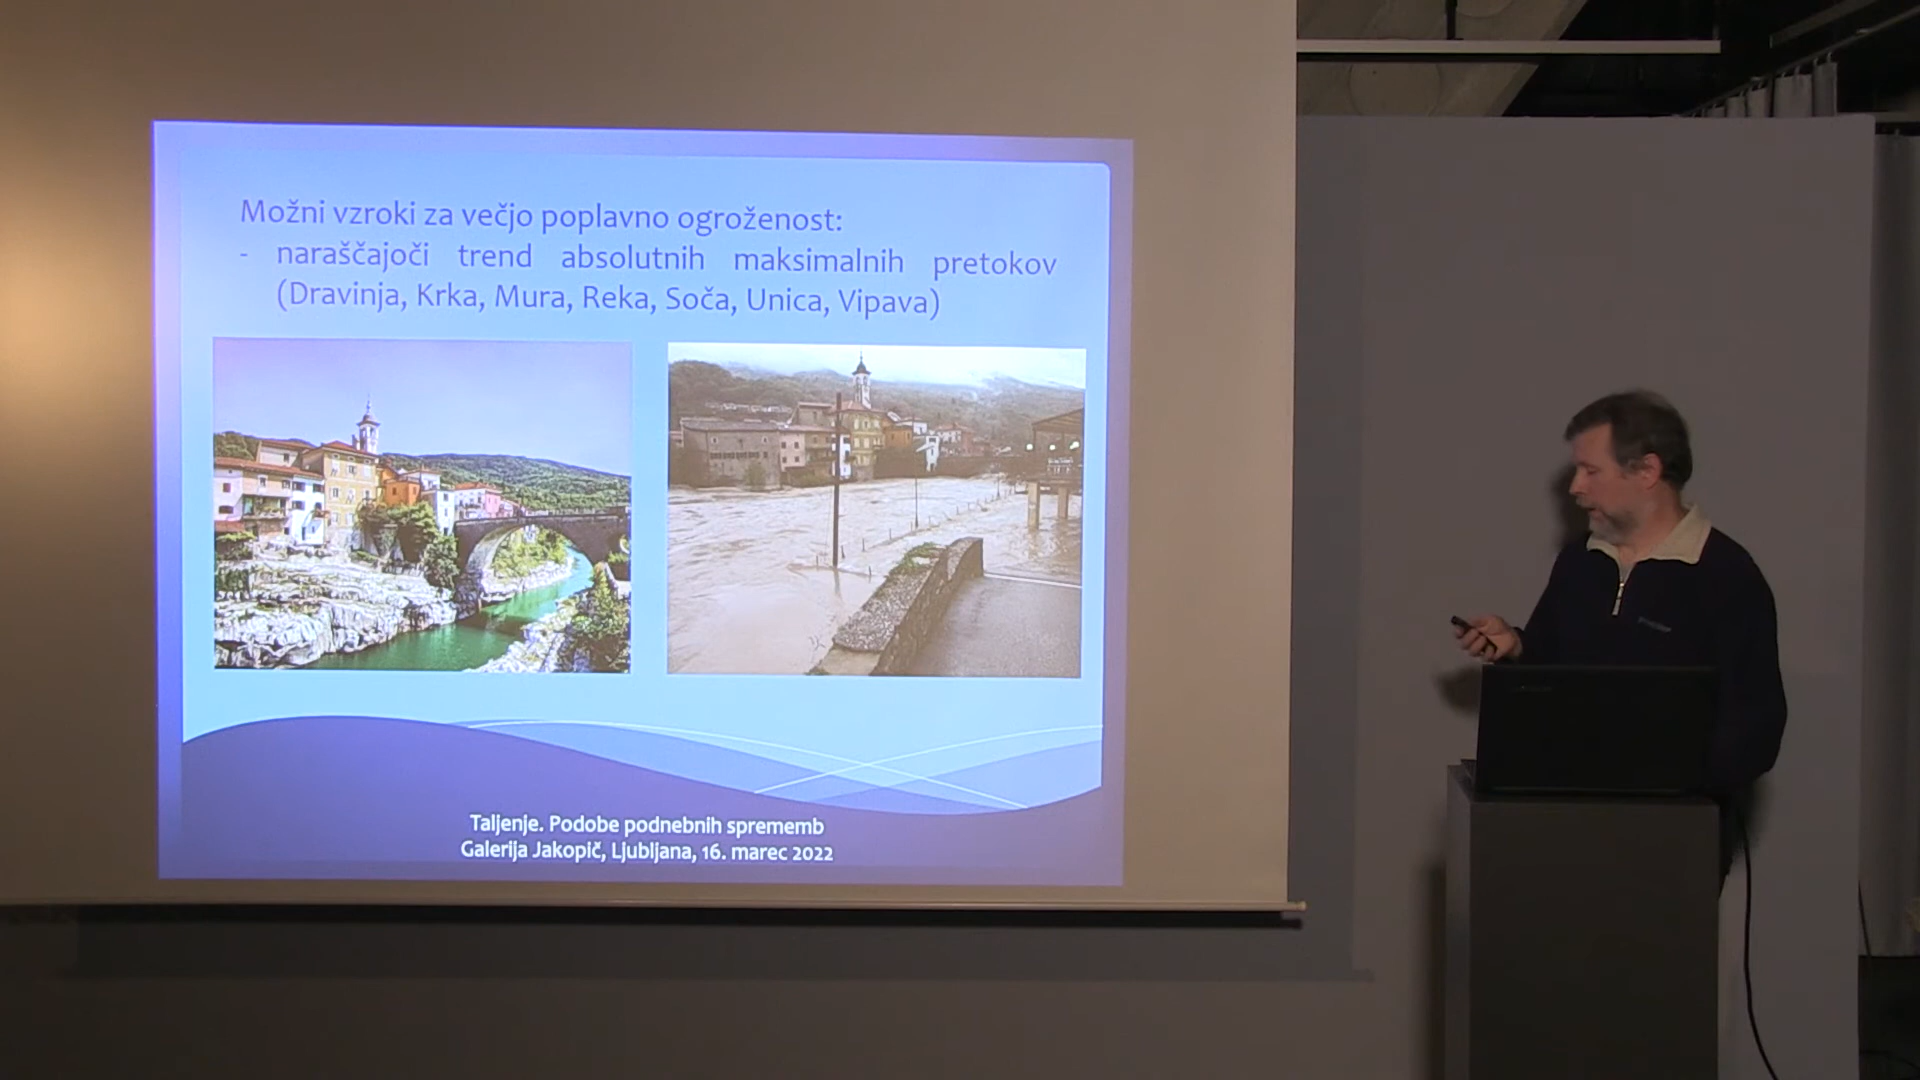 Možni vzroki za večjo poplavno ogroženost:
- naraščajoči trend absolutnih maksimalnih pretokov
(Dravinja, Krka, Mura, Reka, Soča, Unica, Vipava)
Taljenje. Podobe podnebnih sprememb
Galerija Jakopič, Ljubljana, 16. marec 2022